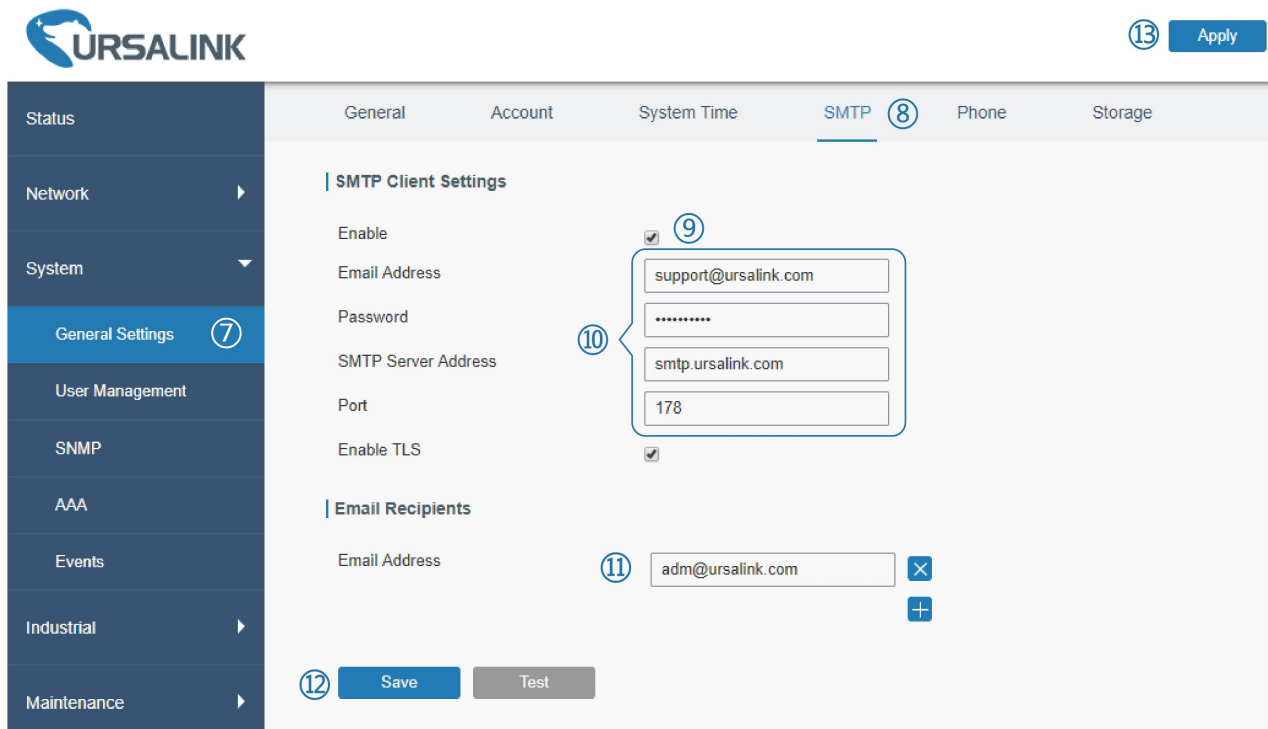 URSALINK
⑬ Apply
Status
Network
System
General Settings ⑦
User Management
SNMP
AAA
Events
Industrial
Maintenance
General Account System Time SMTP ⑧ Phone Storage
SMTP Client Settings
Enable ⑨
Email Address support@ursalink.com
Password ••••••••••
⑩
SMTP Server Address smtp.ursalink.com
Port 178
Enable TLS
Email Recipients
Email Address ⑪ adm@ursalink.com
⑫ Save Test